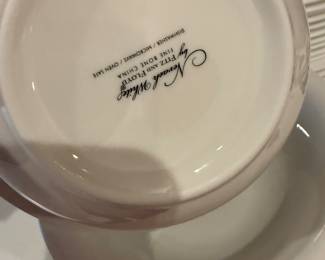 Nevaeh White
by FITZ AND FLOYD
FINE BONE CHINA
DISHWASHER / MICROWAVE / OVEN SAFE